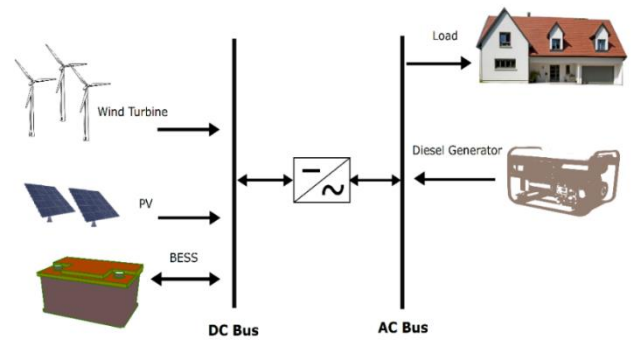 Load
Wind Turbine
Diesel Generator
PV
BESS
DC Bus
AC Bus